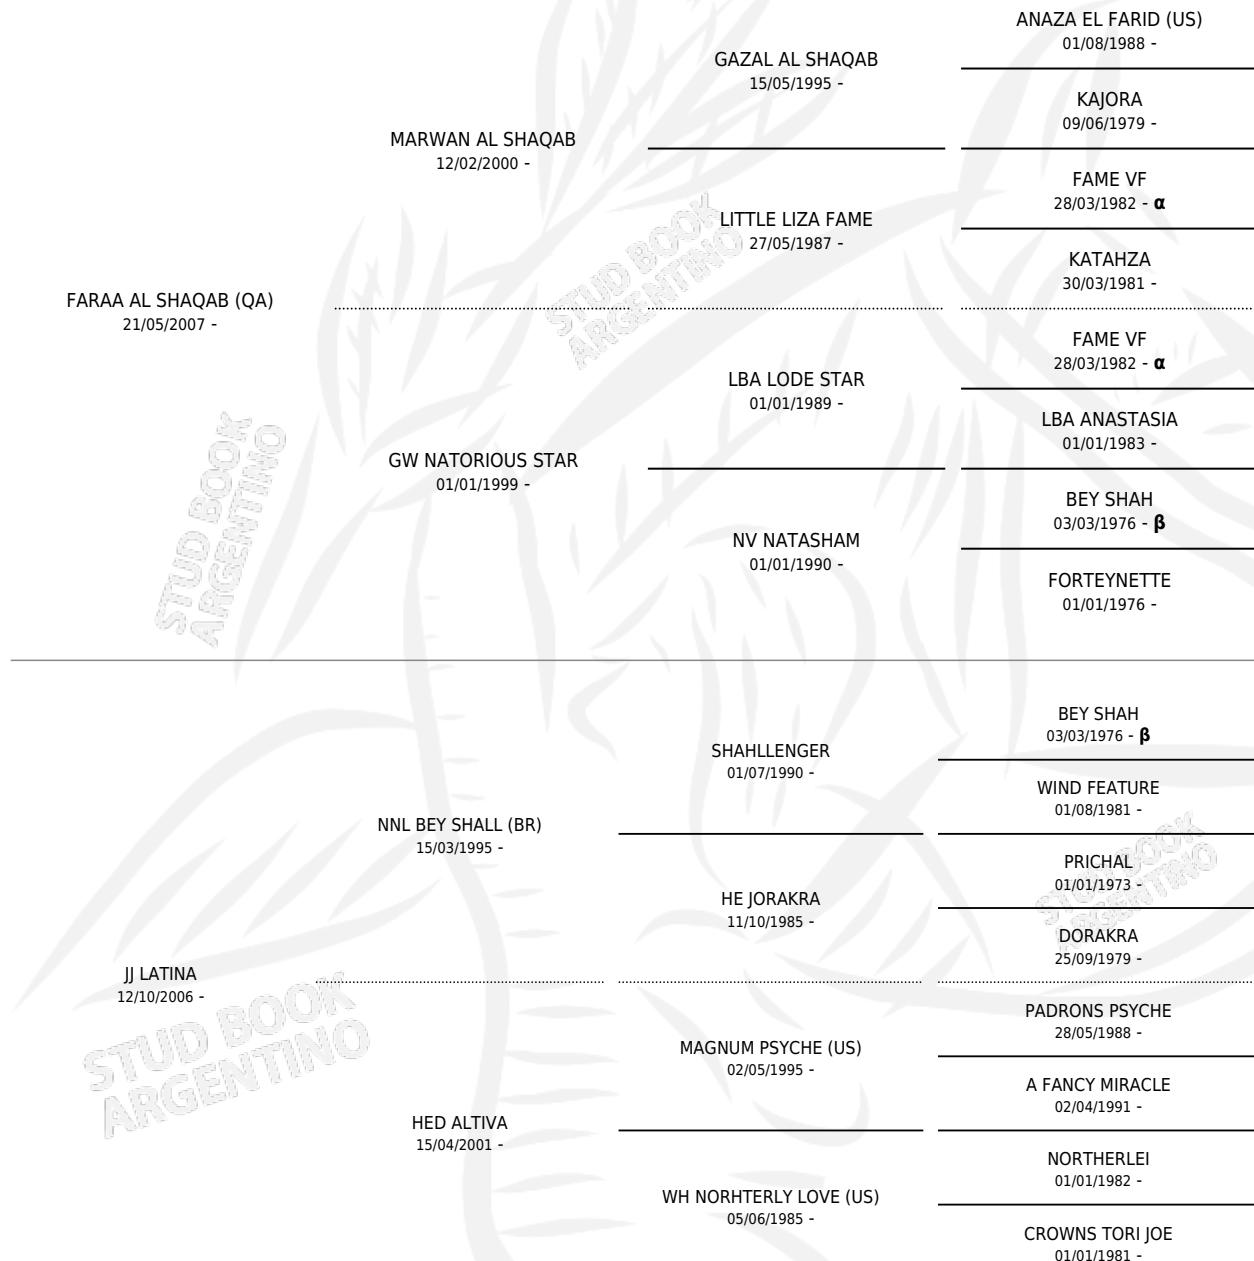 ANAZA EL FARID (US)
01/08/1988 -
GAZAL AL SHAQAB
15/05/1995 -
KAJORA
09/06/1979 -
MARWAN AL SHAQAB
12/02/2000 -
FAME VF
28/03/1982 - α
LITTLE LIZA FAME
27/05/1987 -
KATAHZA
30/03/1981 -
FARAA AL SHAQAB (QA)
21/05/2007 -
FAME VF
28/03/1982 - α
LBA LODE STAR
01/01/1989 -
LBA ANASTASIA
01/01/1983 -
GW NATORIOUS STAR
01/01/1999 -
BEY SHAH
03/03/1976 - β
NV NATASHAM
01/01/1990 -
FORTEYNETTE
01/01/1976 -
BEY SHAH
03/03/1976 - β
SHAHLLENGER
01/07/1990 -
WIND FEATURE
01/08/1981 -
NNL BEY SHALL (BR)
15/03/1995 -
PRICHAL
01/01/1973 -
HE JORAKRA
11/10/1985 -
DORAKRA
25/09/1979 -
JJ LATINA
12/10/2006 -
PADRONS PSYCHE
28/05/1988 -
MAGNUM PSYCHE (US)
02/05/1995 -
A FANCY MIRACLE
02/04/1991 -
HED ALTIVA
15/04/2001 -
NORTHERLEI
01/01/1982 -
WH NORHTERLY LOVE (US)
05/06/1985 -
CROWNS TORI JOE
01/01/1981 -
STUD BOOK
ARGENTINO
STUD BOOK
ARGENTINO
STUD BOOK
ARGENTINO
STUD BOOK
ARGENTINO